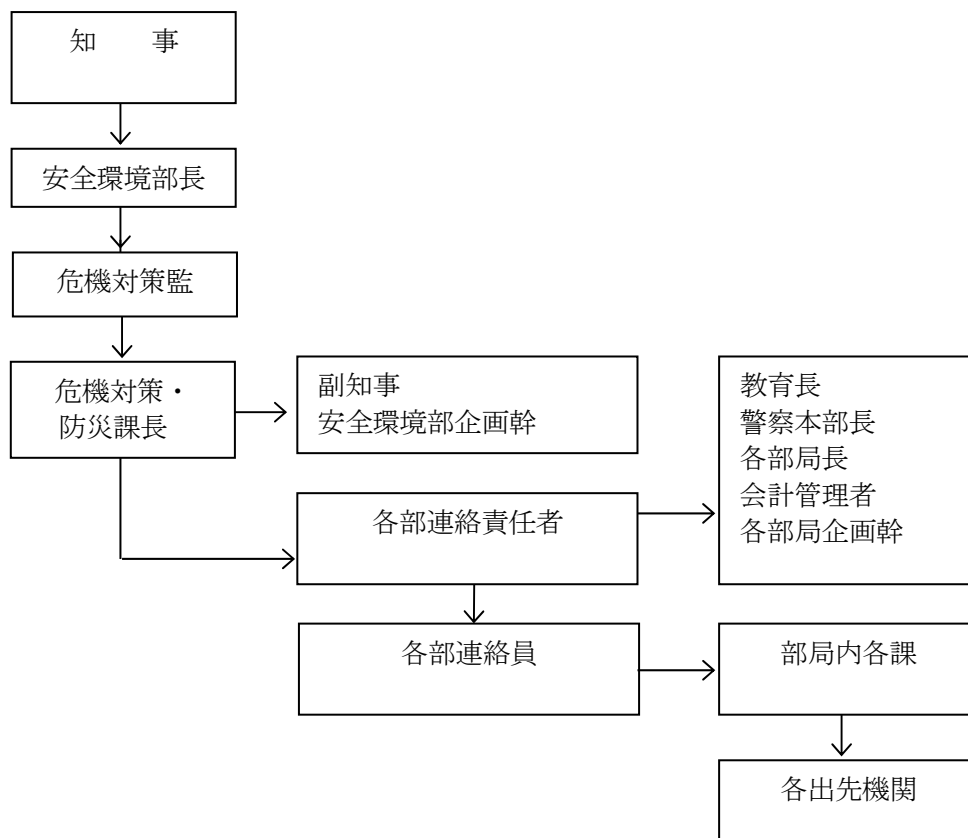 知　　事
安全環境部長
危機対策監
危機対策・
防災課長
副知事
安全環境部企画幹
教育長
警察本部長
各部局長
会計管理者
各部局企画幹
各部連絡責任者
各部連絡員
部局内各課
各出先機関